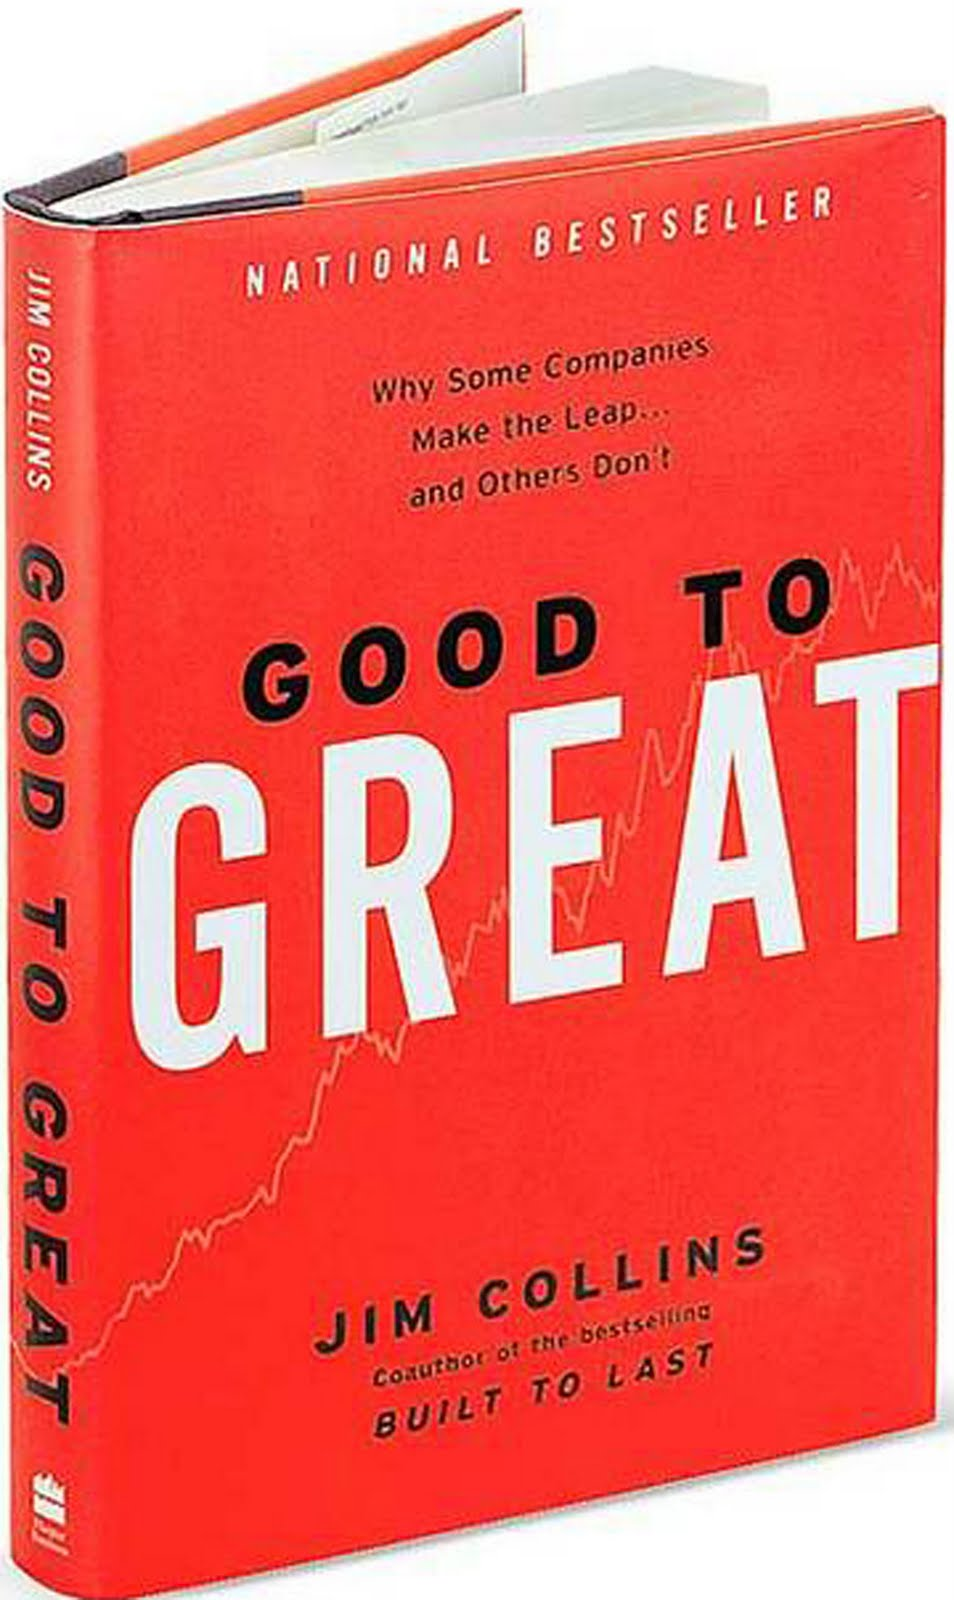 NATIONAL BESTSELLER
Why Some Companies
Make the Leap...
and Others Don't
GOOD TO
GREAT
JIM COLLINS
Coauthor of the bestselling
BUILT TO LAST
JIM COLLINS GOOD TO GREAT